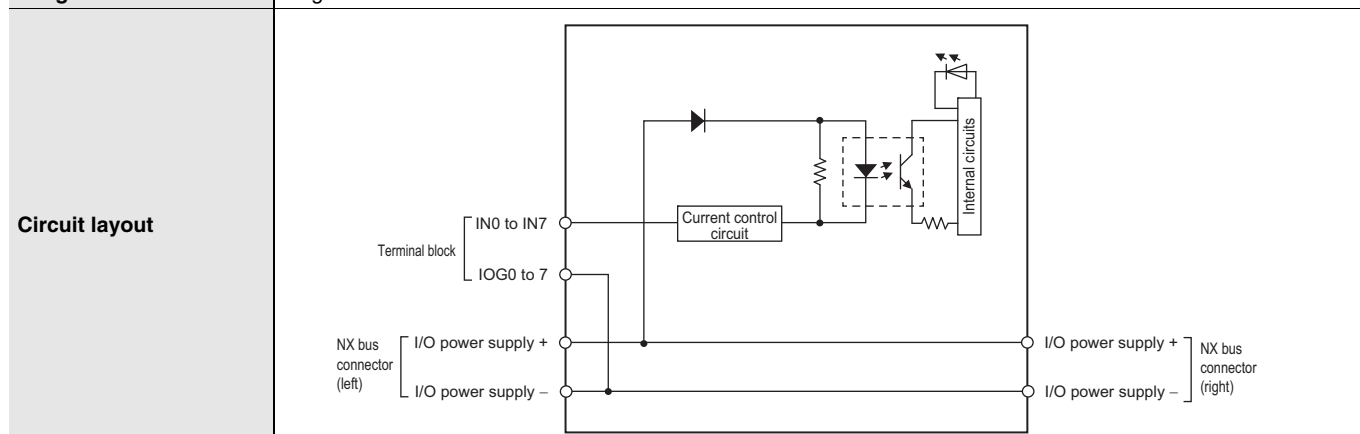 Circuit layout
Internal circuits
Current control
circuit
IN0 to IN7
Terminal block
IOG0 to 7
NX bus
connector
(left)
I/O power supply +
I/O power supply –
I/O power supply +
I/O power supply –
NX bus
connector
(right)